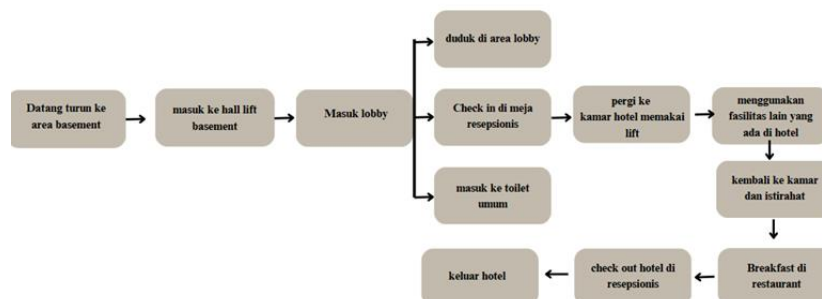 duduk di area lobby
Datang turun ke
area basement
masuk ke hall lift
basement
Masuk lobby
Check in di meja
resepsionis
pergi ke
kamar hotel memakai
lift
menggunakan
fasilitas lain yang
ada di hotel
masuk ke toilet
umum
kembali ke kamar
dan istirahat
Breakfast di
restaurant
check out hotel di
resepsionis
keluar hotel